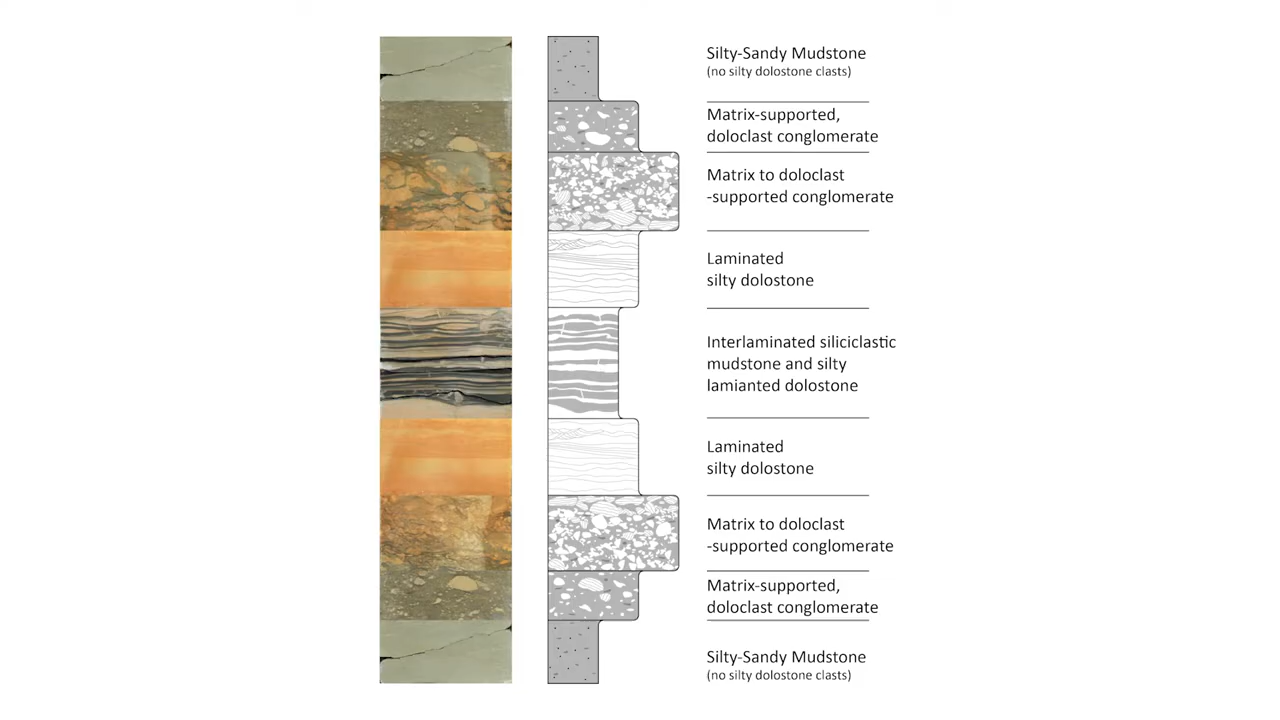 Silty-Sandy Mudstone
(no silty dolostone clasts)
Matrix-supported,
doloclast conglomerate
Matrix to doloclast
-supported conglomerate
Laminated
silty dolostone
Interlaminated siliciclastic
mudstone and silty
lamianted dolostone
Laminated
silty dolostone
Matrix to doloclast
-supported conglomerate
Matrix-supported,
doloclast conglomerate
Silty-Sandy Mudstone
(no silty dolostone clasts)